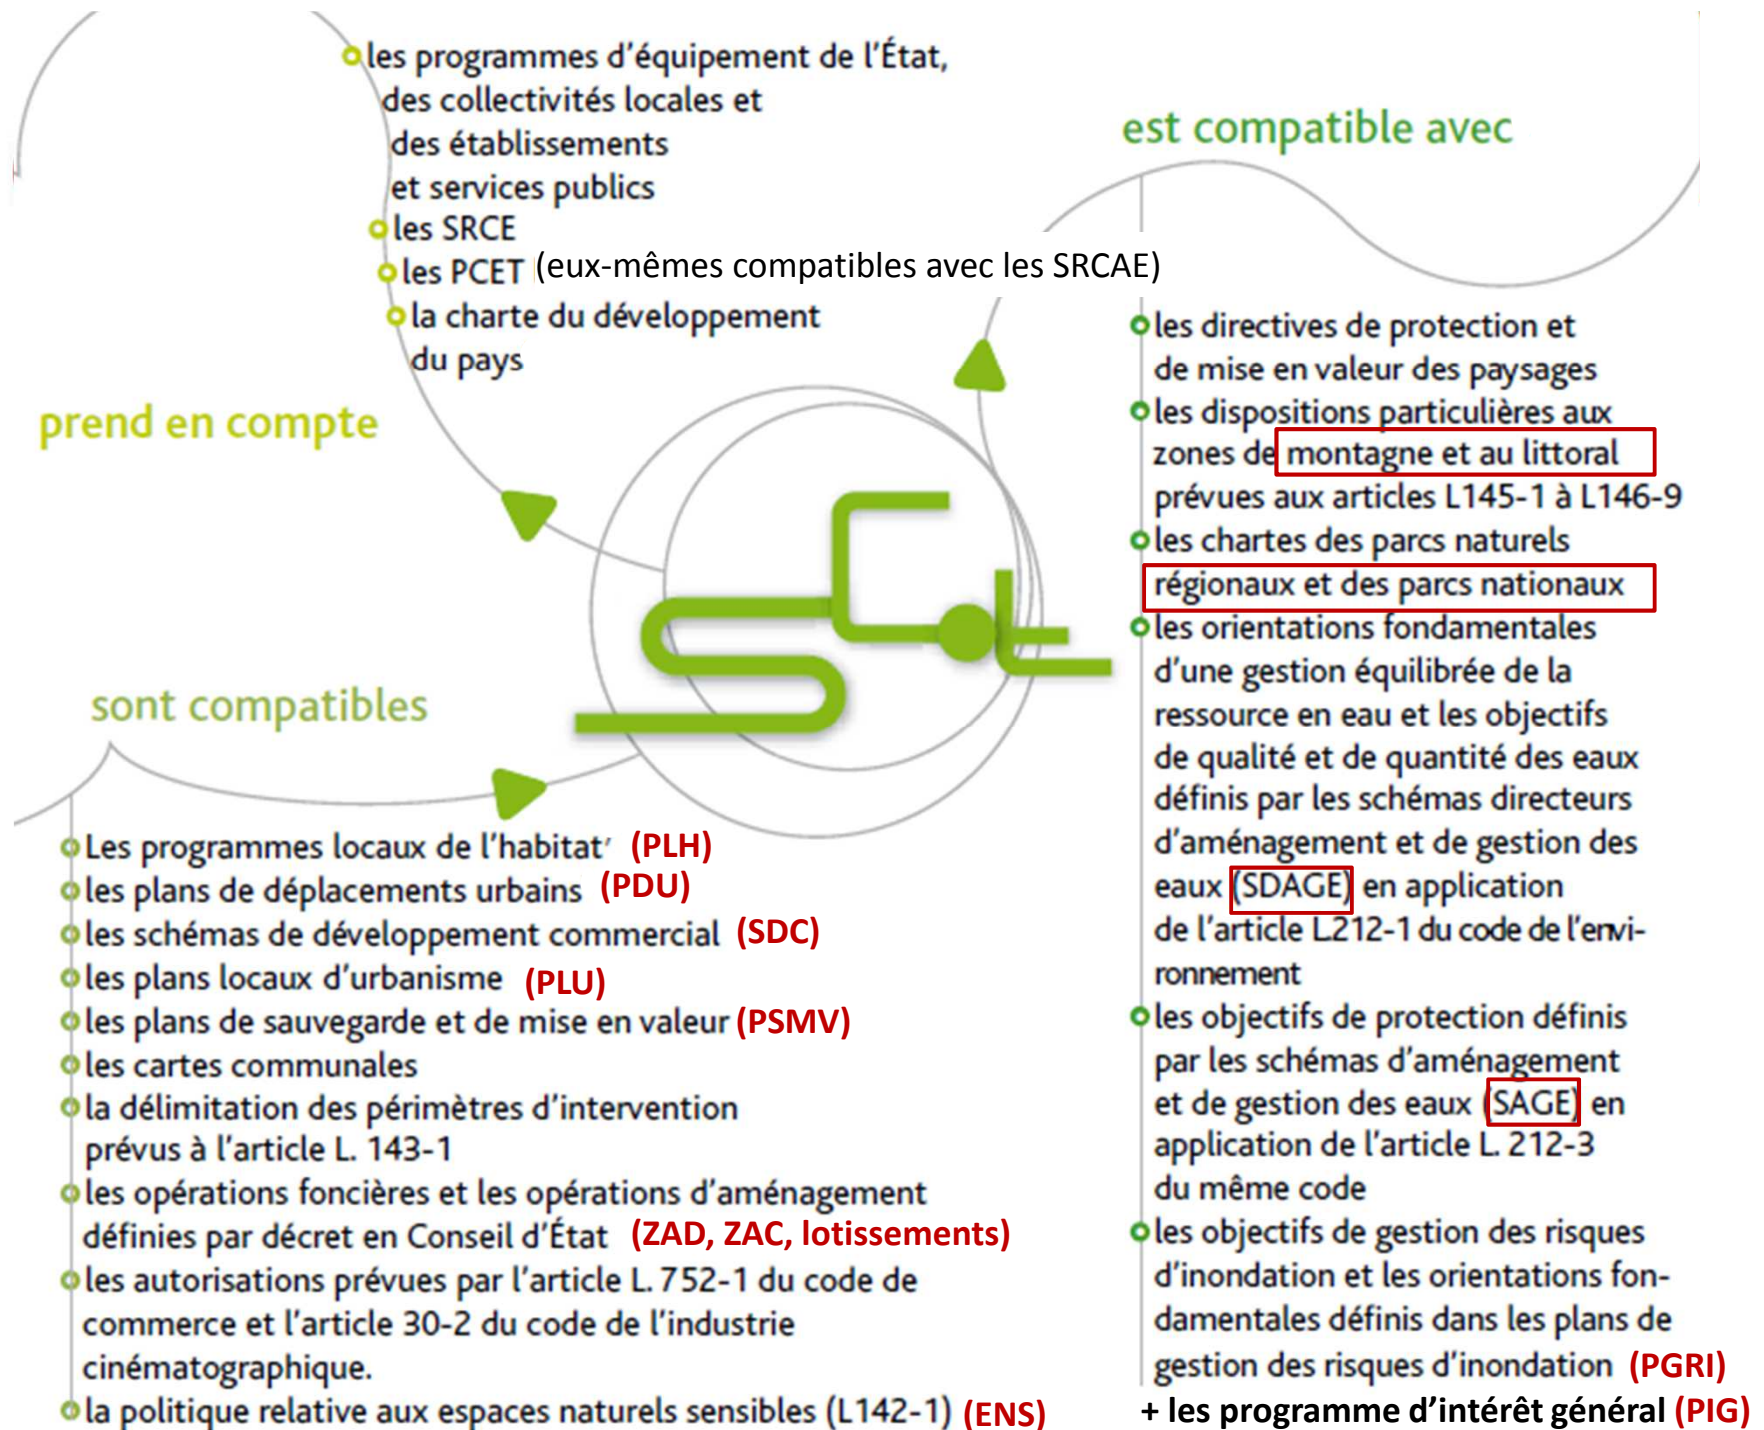 les programmes d'équipement de l'État,
des collectivités locales et
des établissements
et services publics
les SRCE
les PCET (eux-mêmes compatibles avec les SRCAE)
la charte du développement
du pays
prend en compte
est compatible avec
les directives de protection et
de mise en valeur des paysages
les dispositions particulières aux
zones de montagne et au littoral
prévues aux articles L145-1 à L146-9
les chartes des parcs naturels
régionaux et des parcs nationaux
les orientations fondamentales
d'une gestion équilibrée de la
ressource en eau et les objectifs
de qualité et de quantité des eaux
définis par les schémas directeurs
d'aménagement et de gestion des
eaux (SDAGE) en application
de l'article L.212-1 du code de l'envi-
ronnement
les objectifs de protection définis
par les schémas d'aménagement
et de gestion des eaux (SAGE) en
application de l'article L. 212-3
du même code
les objectifs de gestion des risques
d'inondation et les orientations fon-
damentales définis dans les plans de
gestion des risques d'inondation (PGRI)
+ les programme d'intérêt général (PIG)
SCot
sont compatibles
Les programmes locaux de l'habitat (PLH)
les plans de déplacements urbains (PDU)
les schémas de développement commercial (SDC)
les plans locaux d'urbanisme (PLU)
les plans de sauvegarde et de mise en valeur (PSMV)
les cartes communales
la délimitation des périmètres d'intervention
prévus à l'article L. 143-1
les opérations foncières et les opérations d'aménagement
définies par décret en Conseil d'État (ZAD, ZAC, lotissements)
les autorisations prévues par l'article L. 752-1 du code de
commerce et l'article 30-2 du code de l'industrie
cinématographique.
la politique relative aux espaces naturels sensibles (L142-1) (ENS)